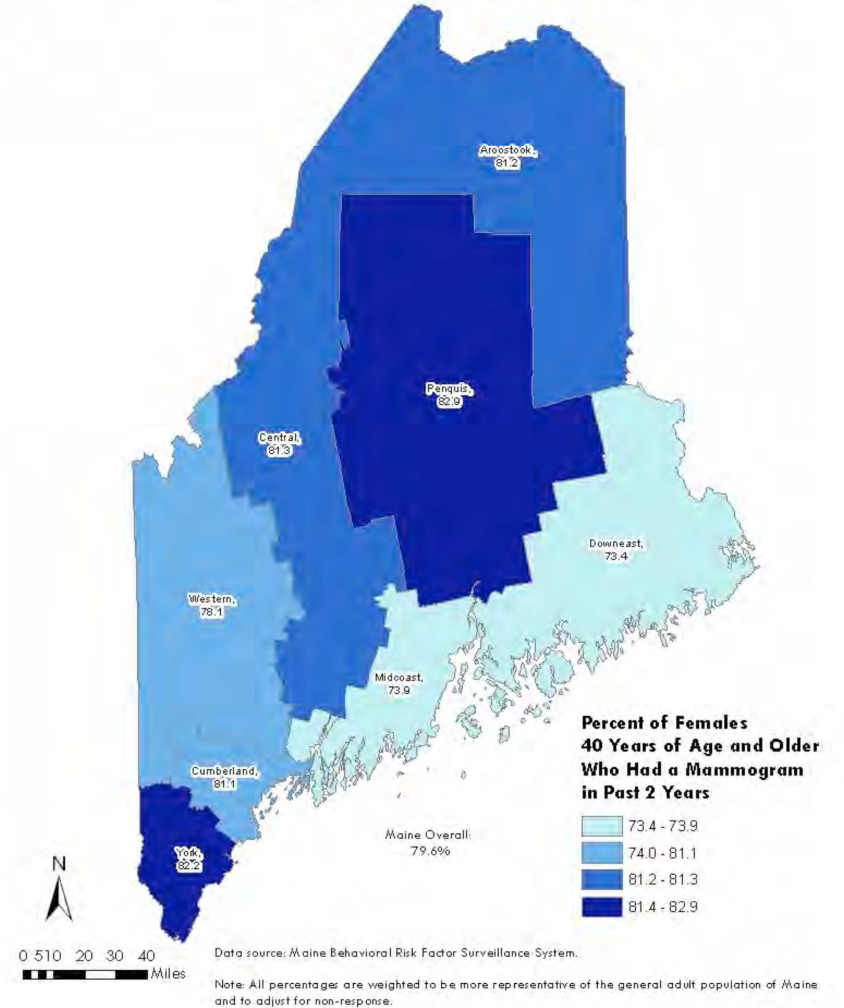 Aroostook,
81.2
Penquis,
82.9
Central,
81.3
Downeast,
73.4
Western,
78.1
Midcoast,
73.9
Cumberland,
81.1
York,
82.2
Maine Overall:
79.6%
Percent of Females
40 Years of Age and Older
Who Had a Mammogram
in Past 2 Years
73.4 - 73.9
74.0 - 81.1
81.2 - 81.3
81.4 - 82.9
N
0 510 20 30 40
Miles
Data source: Maine Behavioral Risk Factor Surveillance System.
Note: All percentages are weighted to be more representative of the general adult population of Maine
and to adjust for non-response.